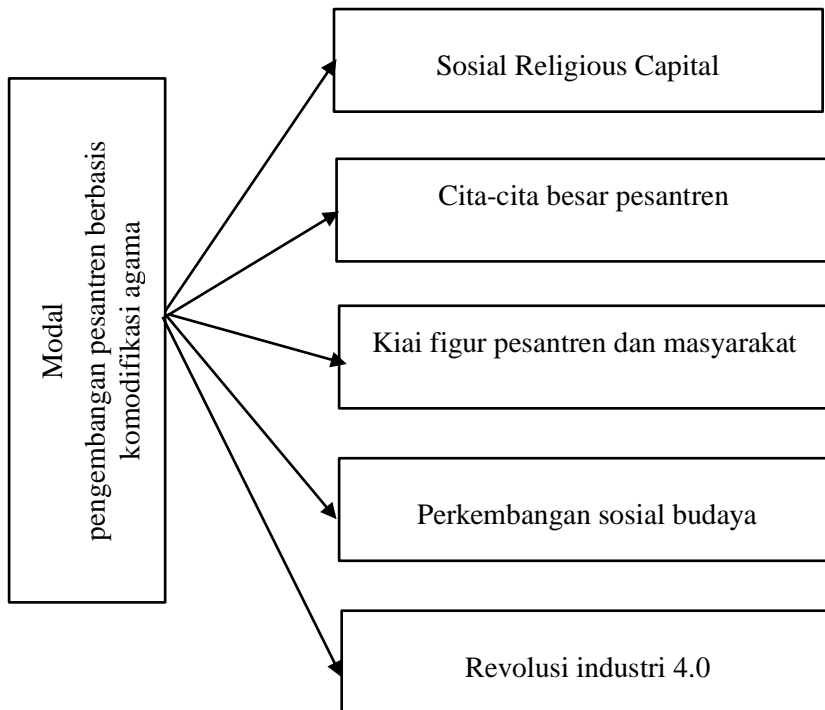 Modal
pengembangan pesantren berbasis
komodifikasi agama
Sosial Religious Capital
Cita-cita besar pesantren
Kiai figur pesantren dan masyarakat
Perkembangan sosial budaya
Revolusi industri 4.0